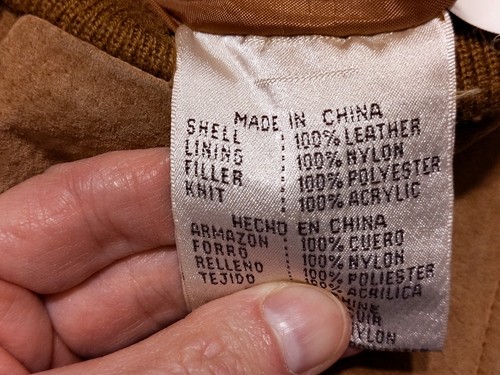 MADE IN CHINA
SHELL : 100% LEATHER
LINING : 100% NYLON
FILLER : 100% POLYESTER
KNIT : 100% ACRYLIC
HECHO EN CHINA
ARMAZON : 100% CUERO
FORRO : 100% NYLON
RELLENO : 100% POLIESTER
TEJIDO : 100% ACRILICA